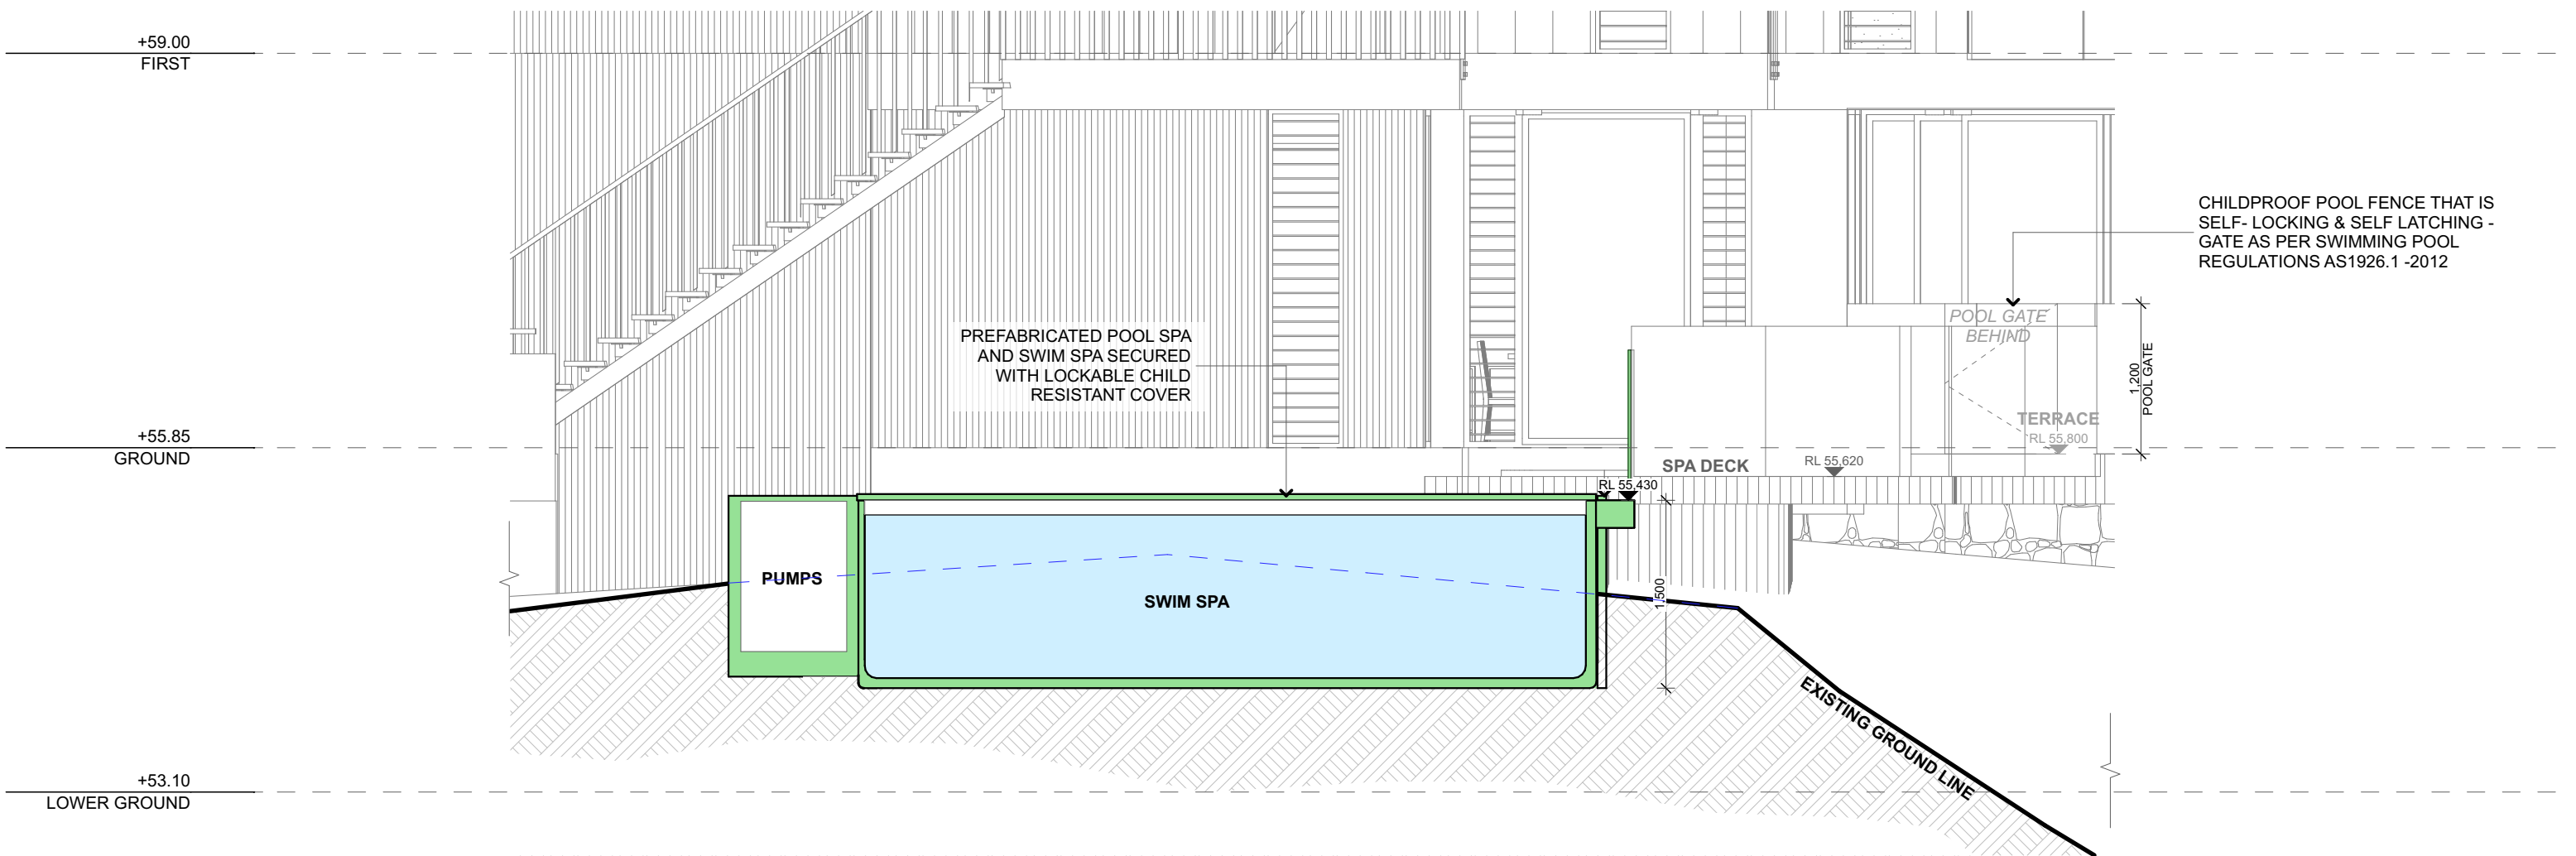 +59.00
FIRST
CHILDPROOF POOL FENCE THAT IS
SELF- LOCKING & SELF LATCHING -
GATE AS PER SWIMMING POOL
REGULATIONS AS1926.1 -2012
PREFABRICATED POOL SPA
AND SWIM SPA SECURED
WITH LOCKABLE CHILD
RESISTANT COVER
POOL GATE
BEHIND
1,200
POOL GATE
TERRACE
RL 55,800
+55.85
GROUND
SPA DECK
RL 55,620
RL 55,430
PUMPS
SWIM SPA
1,500
EXISTING GROUND LINE
+53.10
LOWER GROUND